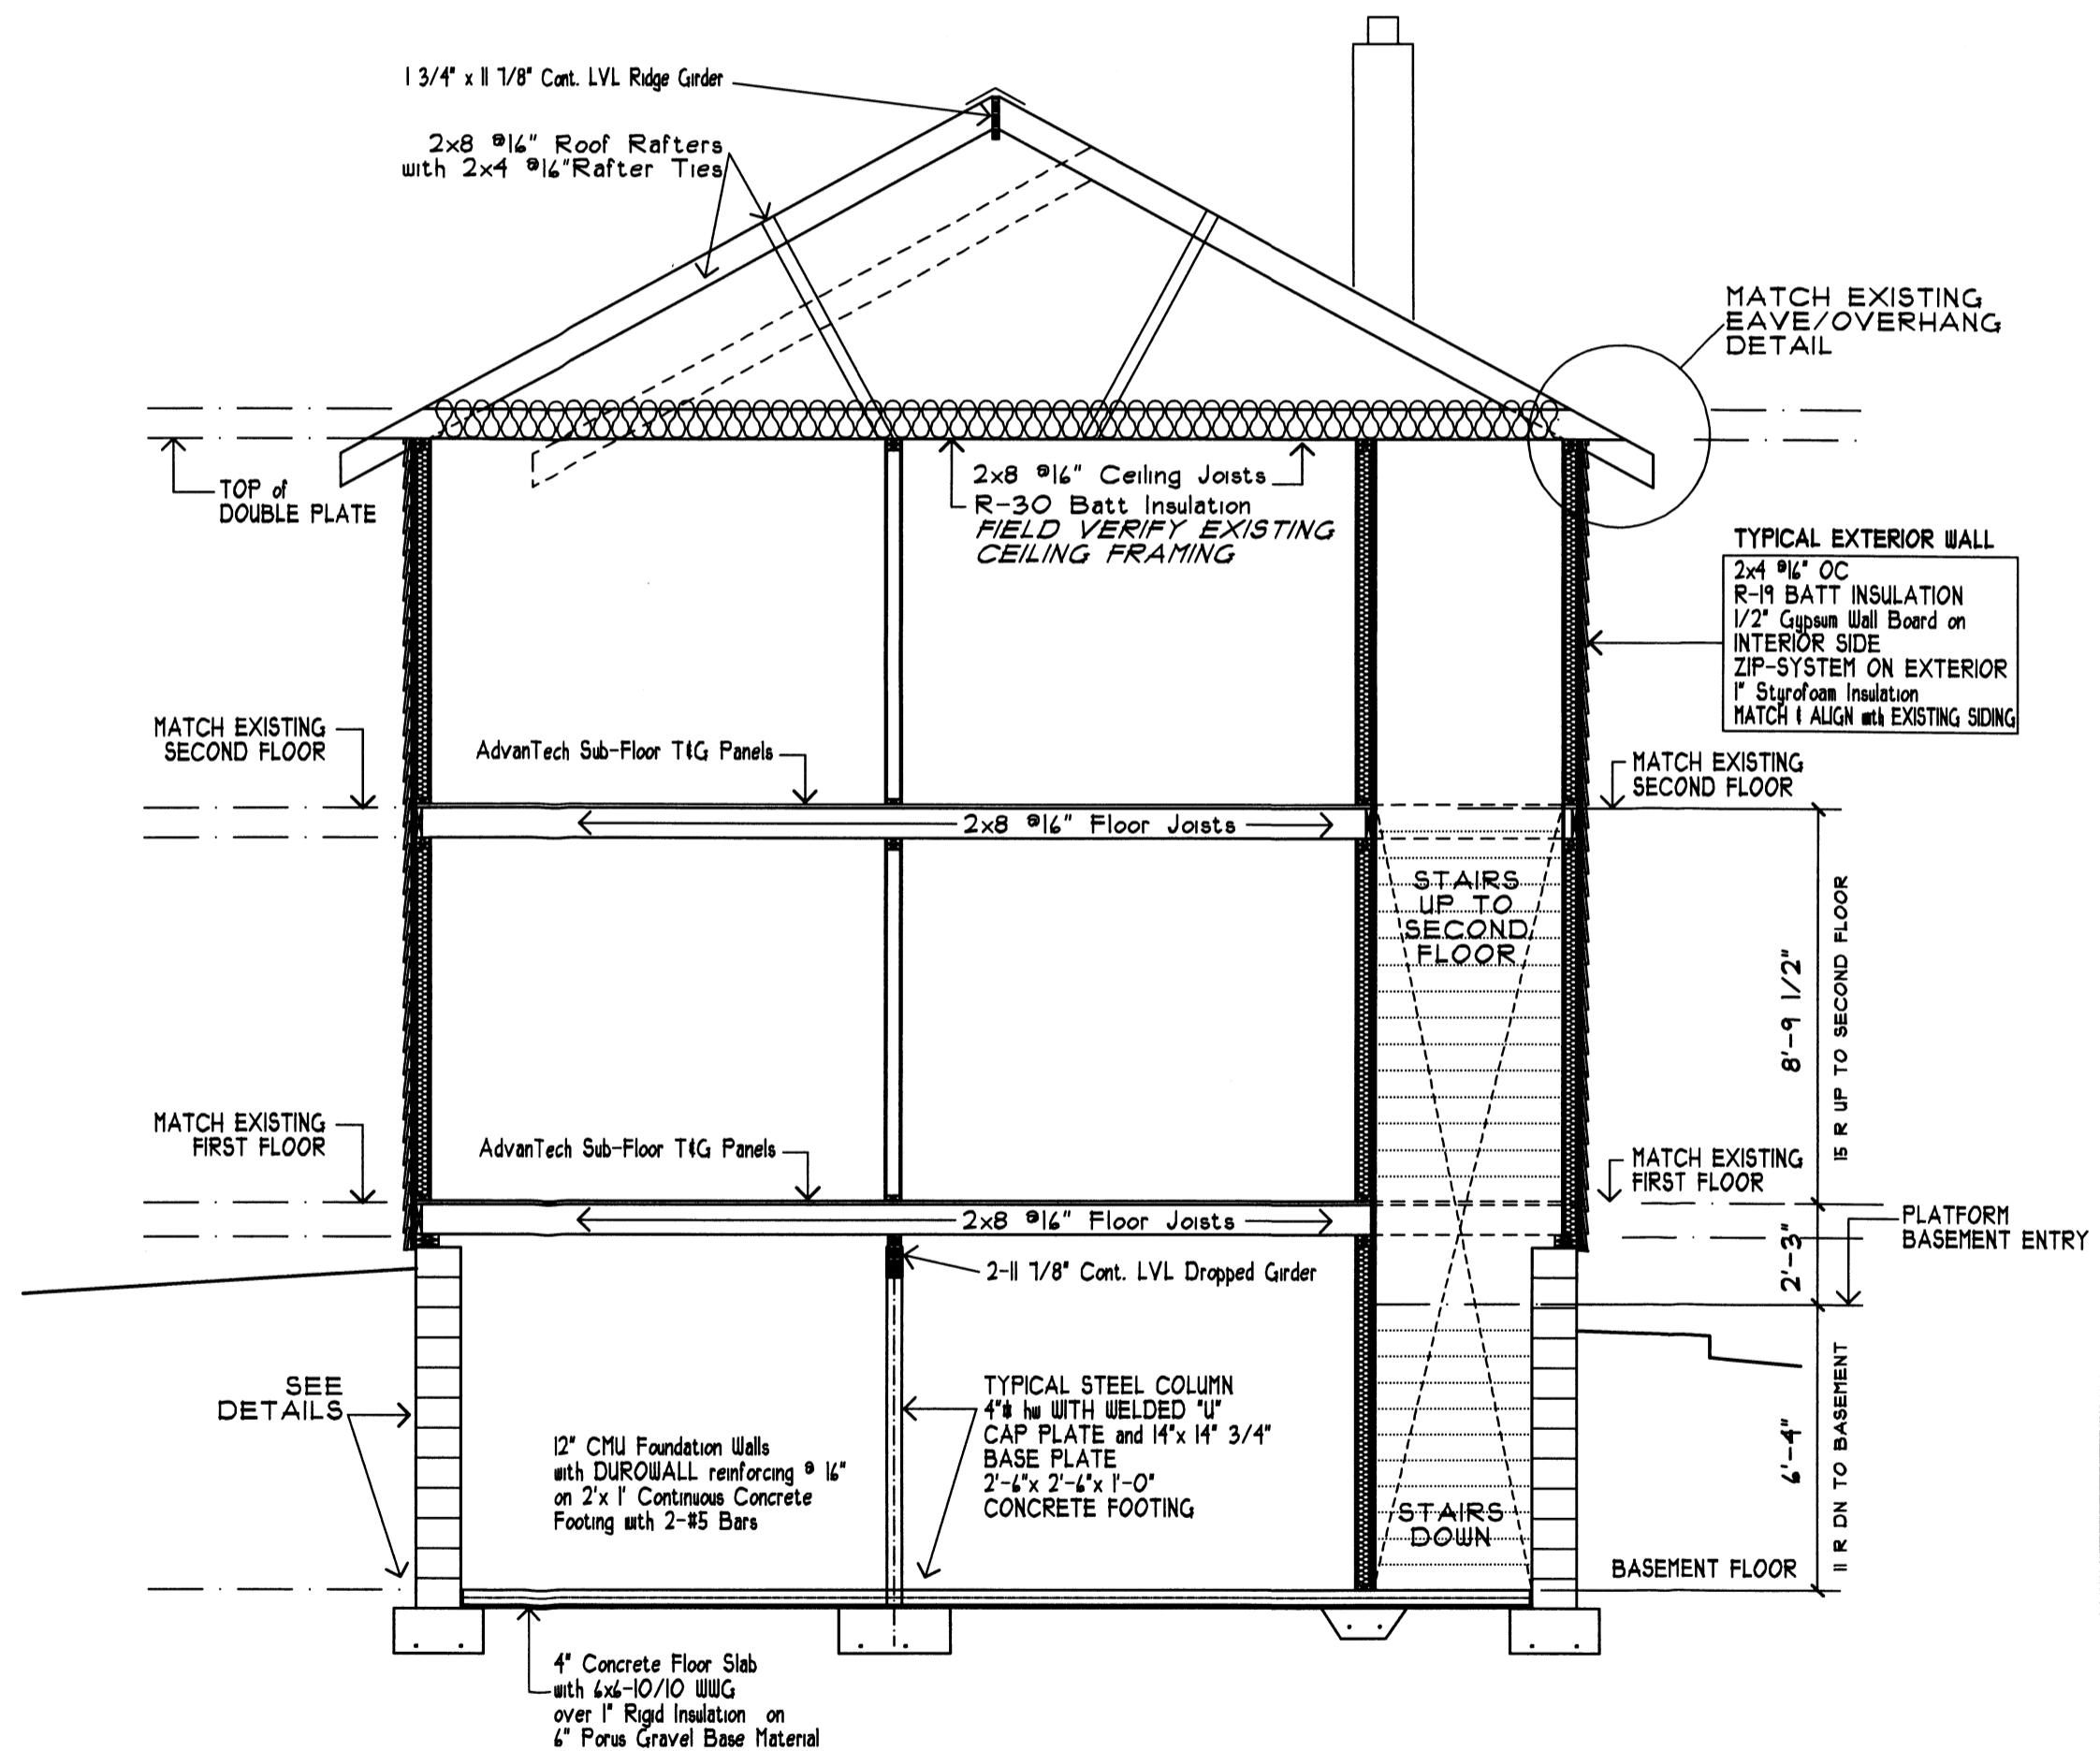 1 3/4" x 11 7/8" Cont. LVL Ridge Girder
2x8 @16" Roof Rafters
with 2x4 @16"Rafter Ties
MATCH EXISTING
EAVE/OVERHANG
DETAIL
TOP of
DOUBLE PLATE
2x8 @16" Ceiling Joists
R-30 Batt Insulation
FIELD VERIFY EXISTING
CEILING FRAMING
TYPICAL EXTERIOR WALL
2x4 @16" OC
R-19 BATT INSULATION
1/2" Gypsum Wall Board on
INTERIOR SIDE
ZIP-SYSTEM ON EXTERIOR
1" Styrofoam Insulation
MATCH & ALIGN with EXISTING SIDING
MATCH EXISTING
SECOND FLOOR
AdvanTech Sub-Floor T&G Panels
MATCH EXISTING
SECOND FLOOR
2x8 @16" Floor Joists
STAIRS
UP TO
SECOND
FLOOR
8'-9 1/2"
15 R UP TO SECOND FLOOR
MATCH EXISTING
FIRST FLOOR
AdvanTech Sub-Floor T&G Panels
MATCH EXISTING
FIRST FLOOR
2x8 @16" Floor Joists
PLATFORM
BASEMENT ENTRY
2'-3"
2-11 7/8" Cont. LVL Dropped Girder
SEE
DETAILS
12" CMU Foundation Walls
with DUROWALL reinforcing @ 16"
on 2'x 1' Continuous Concrete
Footing with 2-#5 Bars
TYPICAL STEEL COLUMN
4" hw WITH WELDED "U"
CAP PLATE and 14"x 14" 3/4"
BASE PLATE
2'-6"x 2'-6"x 1'-0"
CONCRETE FOOTING
6'-4"
11 R DN TO BASEMENT
STAIRS
DOWN
BASEMENT FLOOR
4" Concrete Floor Slab
with 6x6-10/10 WWG
over 1" Rigid Insulation on
6" Porus Gravel Base Material